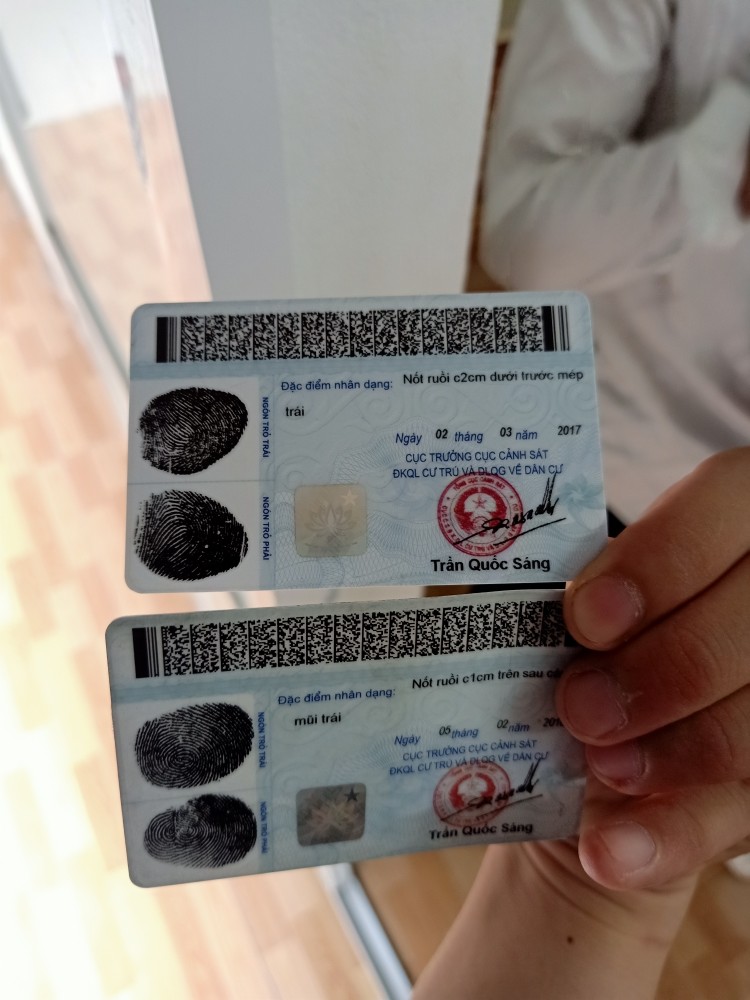 Đặc điểm nhân dạng: Nốt ruồi c2cm dưới trước mép
trái
NGÓN TRỎ TRÁI
NGÓN TRỎ PHẢI
Ngày 02 tháng 03 năm 2017
CỤC TRƯỞNG CỤC CẢNH SÁT
ĐKQL CƯ TRÚ VÀ DLQG VỀ DÂN CƯ
Trần Quốc Sáng
Đặc điểm nhân dạng: Nốt ruồi c1cm trên sau
mũi trái
NGÓN TRỎ TRÁI
NGÓN TRỎ PHẢI
Ngày 05 tháng 02 năm
CỤC TRƯỞNG CỤC CẢNH SÁT
ĐKQL CƯ TRÚ VÀ DLQG VỀ DÂN CƯ
Trần Quốc Sáng